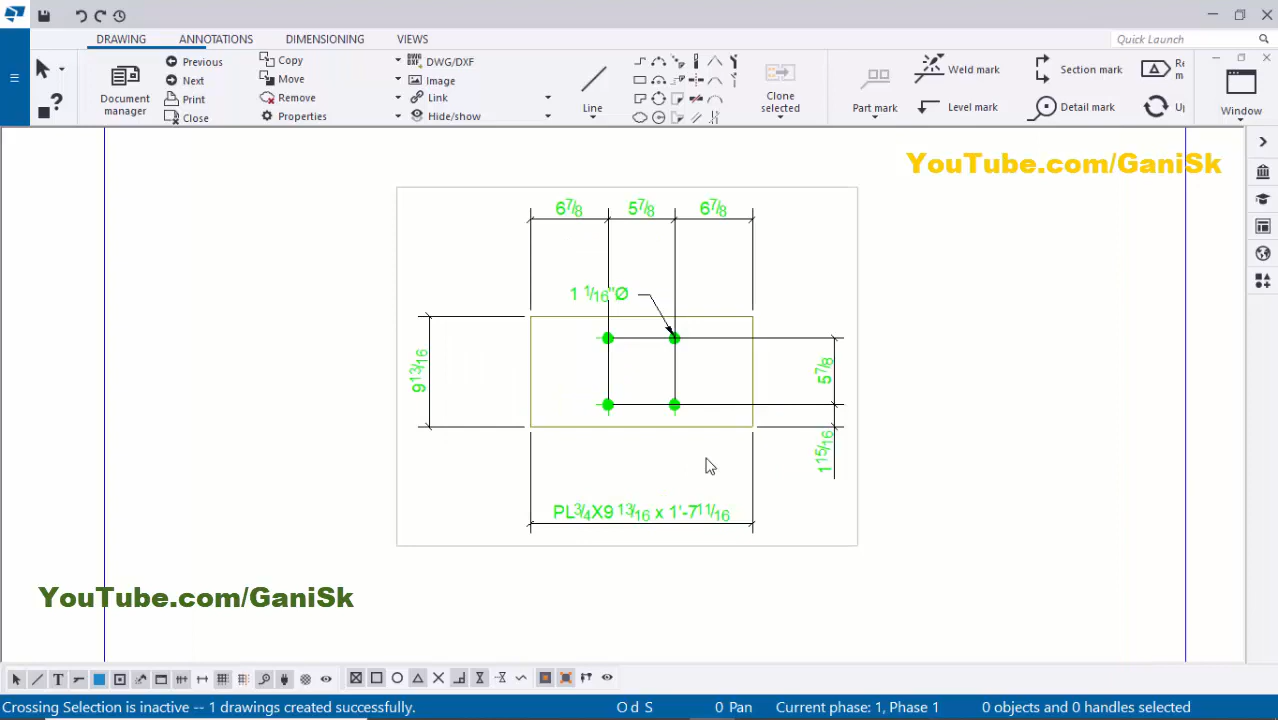 DRAWING ANNOTATIONS DIMENSIONING VIEWS Quick Launch
Previous Copy DWG/DXF
Next Move Image
Document manager Print Remove Link
Close Properties Hide/show
Line
Clone selected
Part mark
Weld mark Section mark
Level mark Detail mark
Window
YouTube.com/GaniSk
6 7/8 5 7/8 6 7/8
1 1/16"Ø
9 13/16
5 7/8
1 15/16
PL3/4X9 13/16 x 1'-7 11/16
YouTube.com/GaniSk
Crossing Selection is inactive -- 1 drawings created successfully. O d S 0 Pan Current phase: 1, Phase 1 0 objects and 0 handles selected